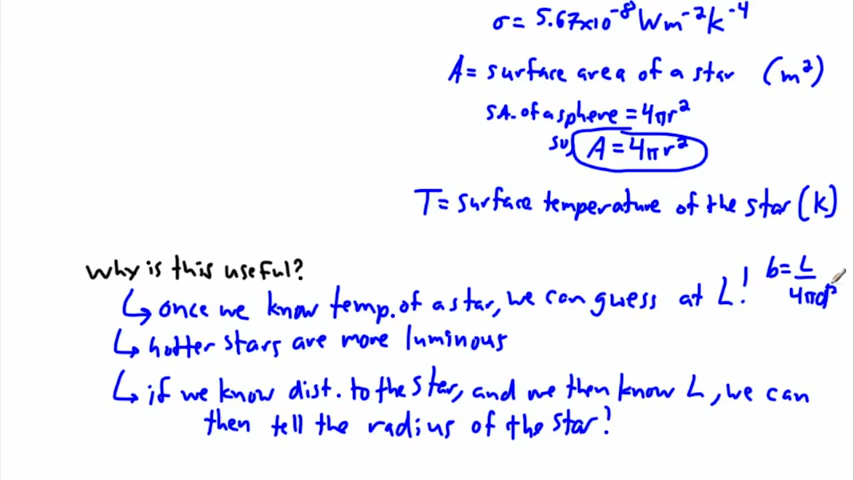 σ = 5.67x10⁻⁸ Wm⁻²K⁻⁴
A = surface area of a star (m²)
S.A. of a sphere = 4πr²
A = 4πr²
T = surface temperature of the star (K)
Why is this useful?
↳ once we know temp. of a star, we can guess at L! b = L/4πd²
↳ hotter stars are more luminous
↳ if we know dist. to the star, and we then know L, we can
then tell the radius of the star!